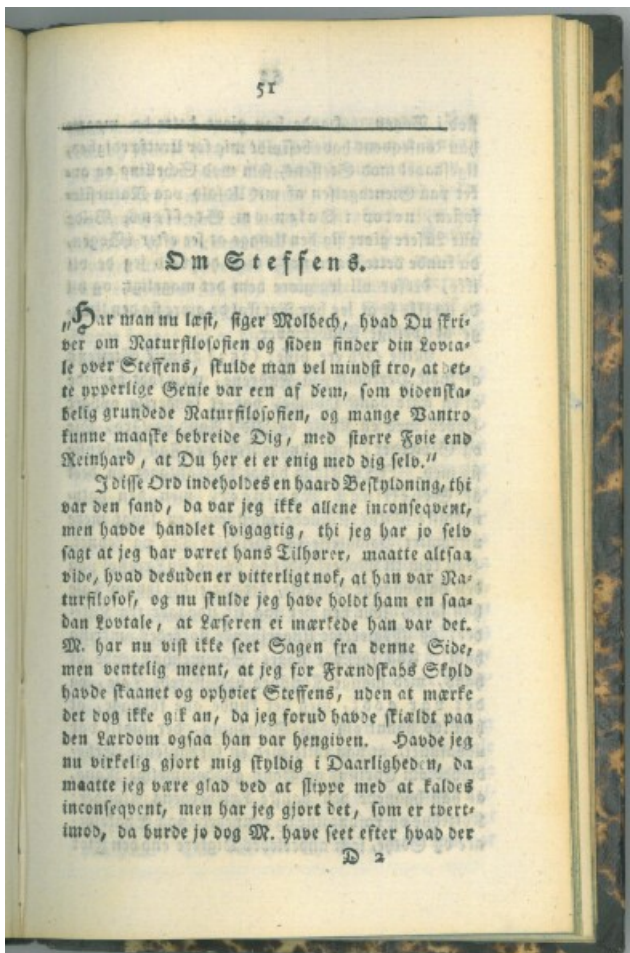 51
Om Steffens.
„Har man nu læst, siger Molbech, hvad Du skri-
ver om Naturfilosofien og siden finder din Lovta-
le over Steffens, skulde man vel mindst tro, at det-
te ypperlige Genie var een af dem, som videnska-
belig grundede Naturfilosofien, og mange Vantro
kunne maaske bebreide Dig, med større Føie end
Reinhard, at Du her ei er enig med dig selv."
I disse Ord indeholdes en haard Beskyldning, thi
var den sand, da var jeg ikke allene inconseqvent,
men havde handlet svigagtig, thi jeg har jo selv
sagt at jeg har været hans Tilhører, maatte altsaa
vide, hvad desuden er vitterligt nok, at han var Na-
turfilosof, og nu skulde jeg have holdt ham en saa-
dan Lovtale, at Læseren ei mærkede han var det.
M. har nu vist ikke seet Sagen fra denne Side,
men ventelig meent, at jeg for Frændskabs Skyld
havde skaanet og ophøiet Steffens, uden at mærke
det dog ikke gik an, da jeg forud havde skiældt paa
den Lærdom ogsaa han var hengiven. Havde jeg
nu virkelig gjort mig skyldig i Daarligheden, da
maatte jeg være glad ved at slippe med at kaldes
inconseqvent, men har jeg gjort det, som er tvert-
imod, da burde jo dog M. have seet efter hvad der
D 2